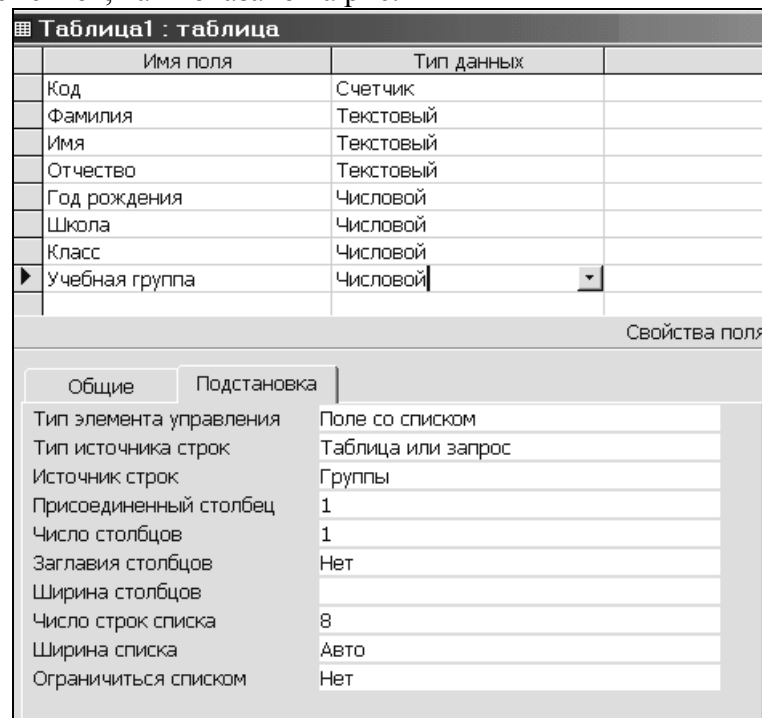 Таблица1 : таблица
Имя поля Тип данных
Код Счетчик
Фамилия Текстовый
Имя Текстовый
Отчество Текстовый
Год рождения Числовой
Школа Числовой
Класс Числовой
Учебная группа Числовой
Свойства поля
Общие Подстановка
Тип элемента управления Поле со списком
Тип источника строк Таблица или запрос
Источник строк Группы
Присоединенный столбец 1
Число столбцов 1
Заглавия столбцов Нет
Ширина столбцов
Число строк списка 8
Ширина списка Авто
Ограничиться списком Нет